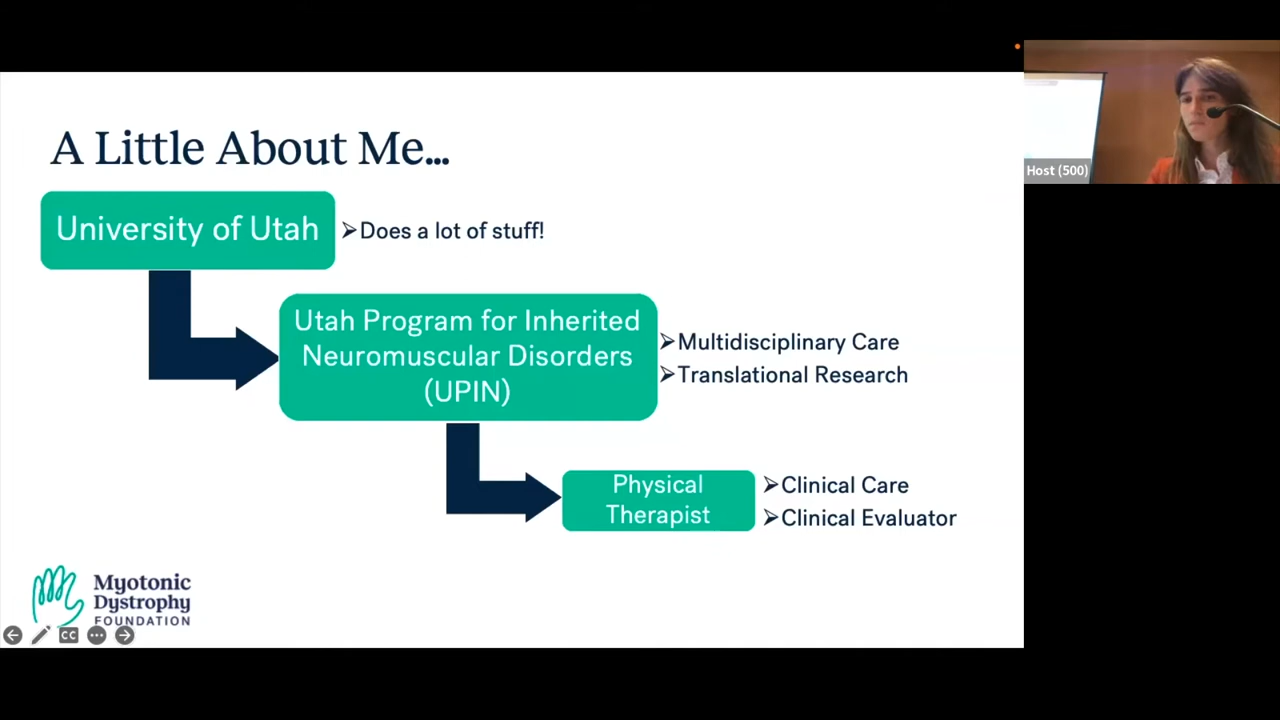 A Little About Me...
University of Utah
➢Does a lot of stuff!
Utah Program for Inherited
Neuromuscular Disorders
(UPIN)
➢Multidisciplinary Care
➢Translational Research
Physical
Therapist
➢Clinical Care
➢Clinical Evaluator
Myotonic
Dystrophy
FOUNDATION
CC
Host (500)